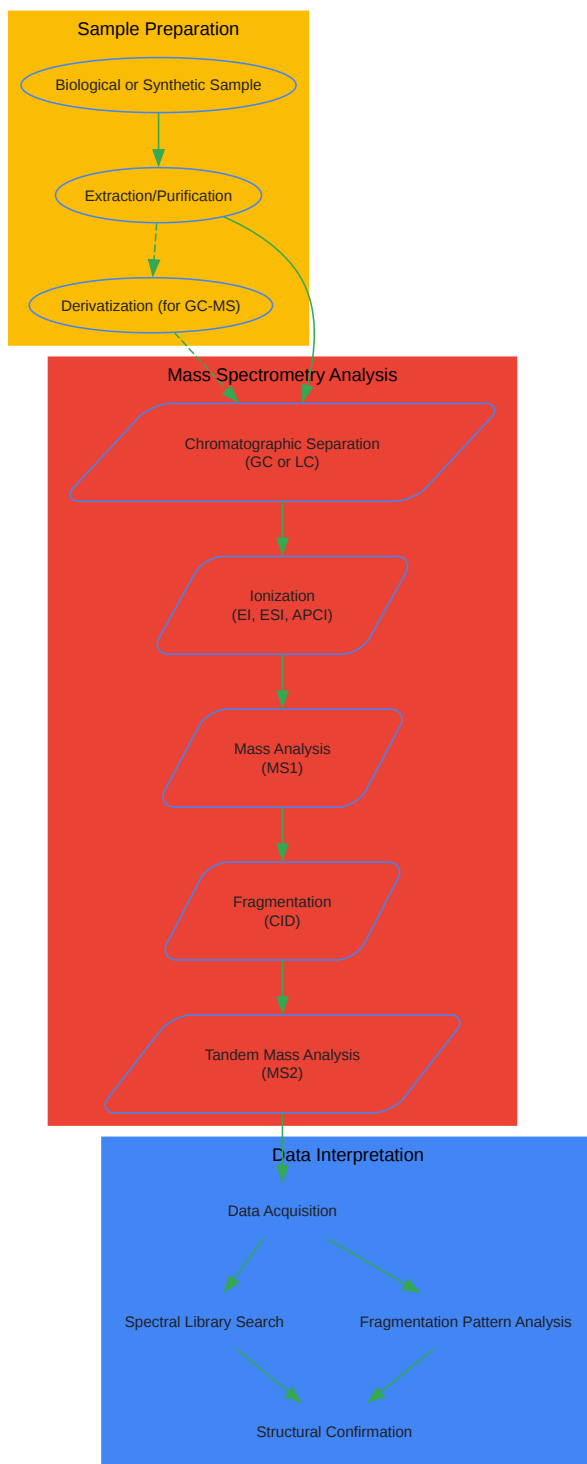 Sample Preparation
Biological or Synthetic Sample
Extraction/Purification
Derivatization (for GC-MS)
Mass Spectrometry Analysis
Chromatographic Separation
(GC or LC)
Ionization
(EI, ESI, APCI)
Mass Analysis
(MS1)
Fragmentation
(CID)
Tandem Mass Analysis
(MS2)
Data Interpretation
Data Acquisition
Spectral Library Search
Fragmentation Pattern Analysis
Structural Confirmation